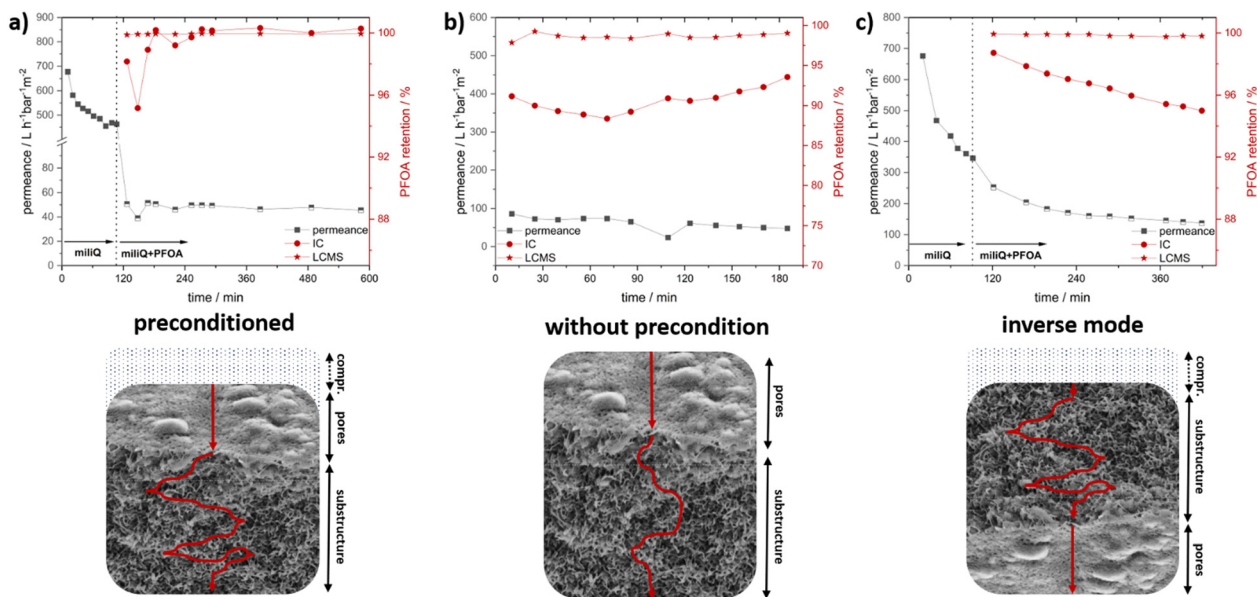 a)
permeance / L h⁻¹bar⁻¹m⁻²
900
800
700
600
500
80
60
40
20
0
0 120 240 360 480 600
time / min
100
96
92
88
PFOA retention / %
permeance
IC
LCMS
miliQ
miliQ+PFOA
b)
permeance / L h⁻¹bar⁻¹m⁻²
600
500
400
300
200
100
0
0 30 60 90 120 150 180
time / min
100
95
90
85
80
75
70
PFOA retention / %
permeance
IC
LCMS
c)
permeance / L h⁻¹bar⁻¹m⁻²
800
700
600
500
400
300
200
100
0
0 120 240 360
time / min
100
96
92
88
PFOA retention / %
permeance
IC
LCMS
miliQ
miliQ+PFOA
preconditioned
compr.
pores
substructure
without precondition
pores
substructure
inverse mode
compr.
substructure
pores